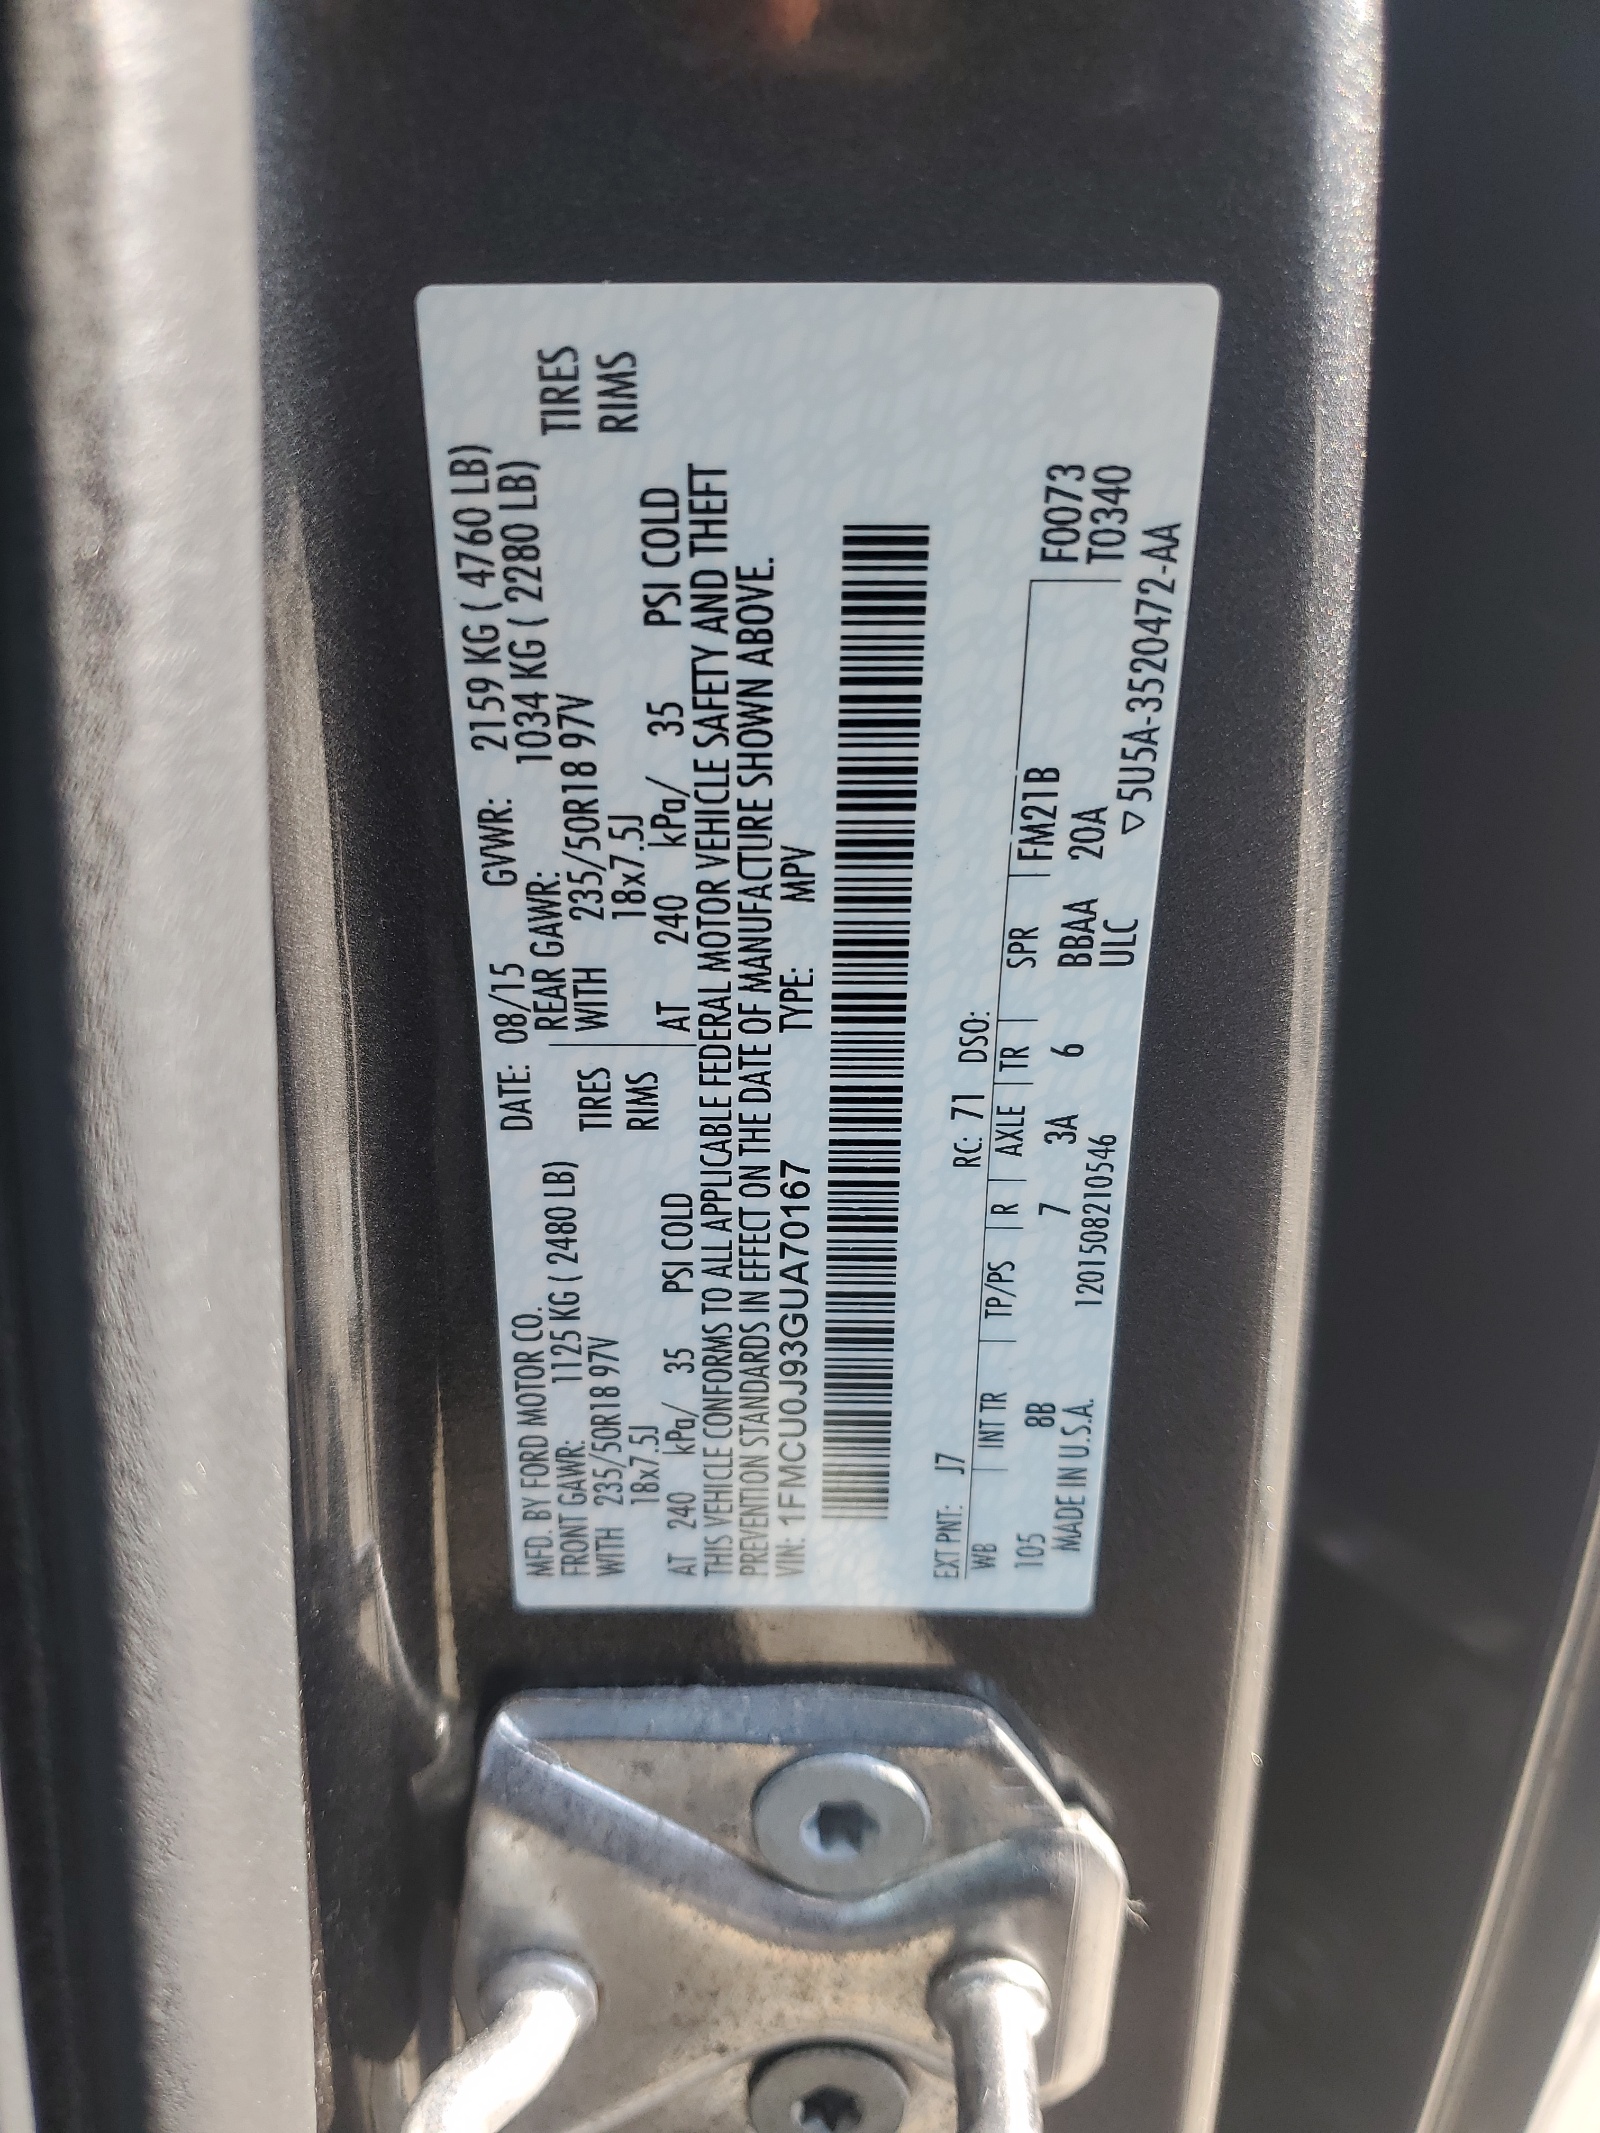 MFD. BY FORD MOTOR CO. DATE: 08/15 GVWR: 2159 KG ( 4760 LB)
FRONT GAWR: 1125 KG ( 2480 LB) REAR GAWR: 1034 KG ( 2280 LB)
WITH 235/50R18 97V TIRES WITH 235/50R18 97V TIRES
18x7.5J RIMS 18x7.5J RIMS
AT 240 kPa/ 35 PSI COLD AT 240 kPa/ 35 PSI COLD
THIS VEHICLE CONFORMS TO ALL APPLICABLE FEDERAL MOTOR VEHICLE SAFETY AND THEFT
PREVENTION STANDARDS IN EFFECT ON THE DATE OF MANUFACTURE SHOWN ABOVE.
VIN: 1FMCU0J93GUA70167 TYPE: MPV
EXT PNT: J7 RC: 71 DSO:
WB INT TR TP/PS R AXLE TR SPR FM21B F0073
105 8B 7 3A 6 BBAA 20A T0340
MADE IN U.S.A. 1201508210546 ULC ▽5U5A-3520472-AA